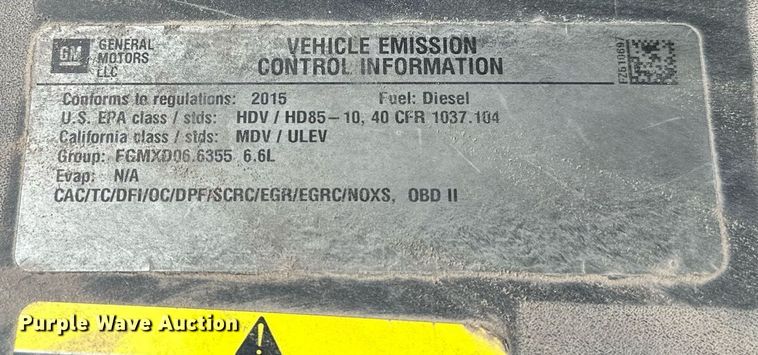 GM GENERAL MOTORS LLC
VEHICLE EMISSION
CONTROL INFORMATION
Conforms to regulations: 2015 Fuel: Diesel
U.S. EPA class / stds: HDV / HD85-10, 40 CFR 1037.104
California class / stds: MDV / ULEV
Group: FGMXD06.6355 6.6L
Evap: N/A
CAC/TC/DFI/OC/DPF/SCRC/EGR/EGRC/NOXS, OBD II
Purple Wave Auction